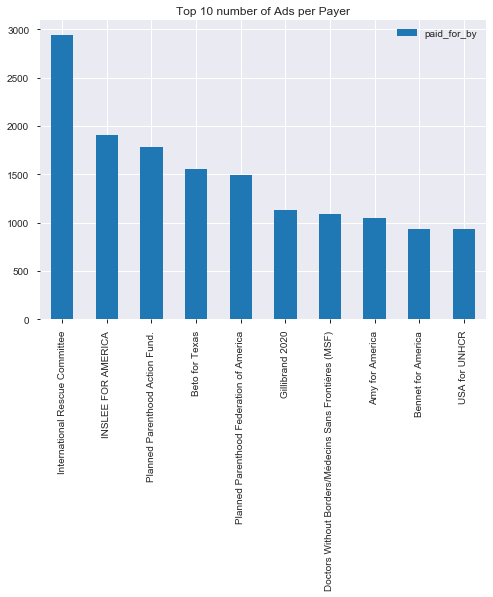 Top 10 number of Ads per Payer
paid_for_by
3000
2500
2000
1500
1000
500
0
International Rescue Committee
INSLEE FOR AMERICA
Planned Parenthood Action Fund.
Beto for Texas
Planned Parenthood Federation of America
Gillibrand 2020
Doctors Without Borders/Médecins Sans Frontières (MSF)
Amy for America
Bennet for America
USA for UNHCR